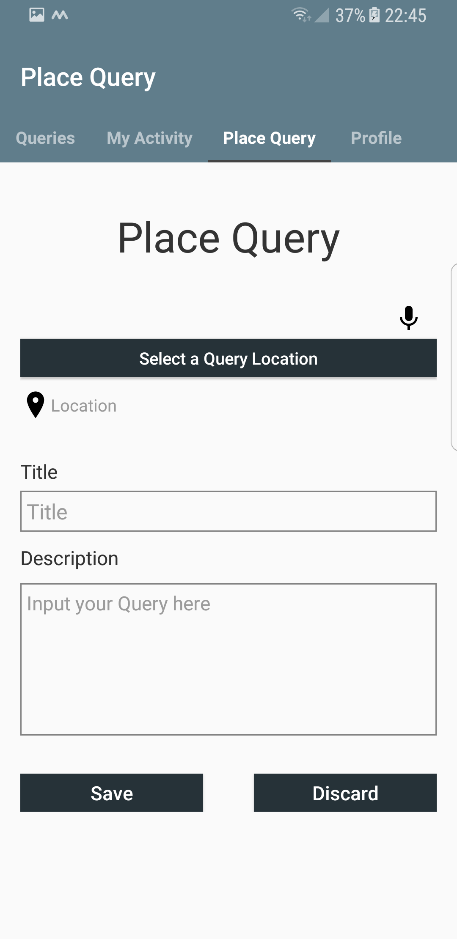 37% 22:45
Place Query
Queries My Activity Place Query Profile
Place Query
Select a Query Location
Location
Title
Title
Description
Input your Query here
Save Discard